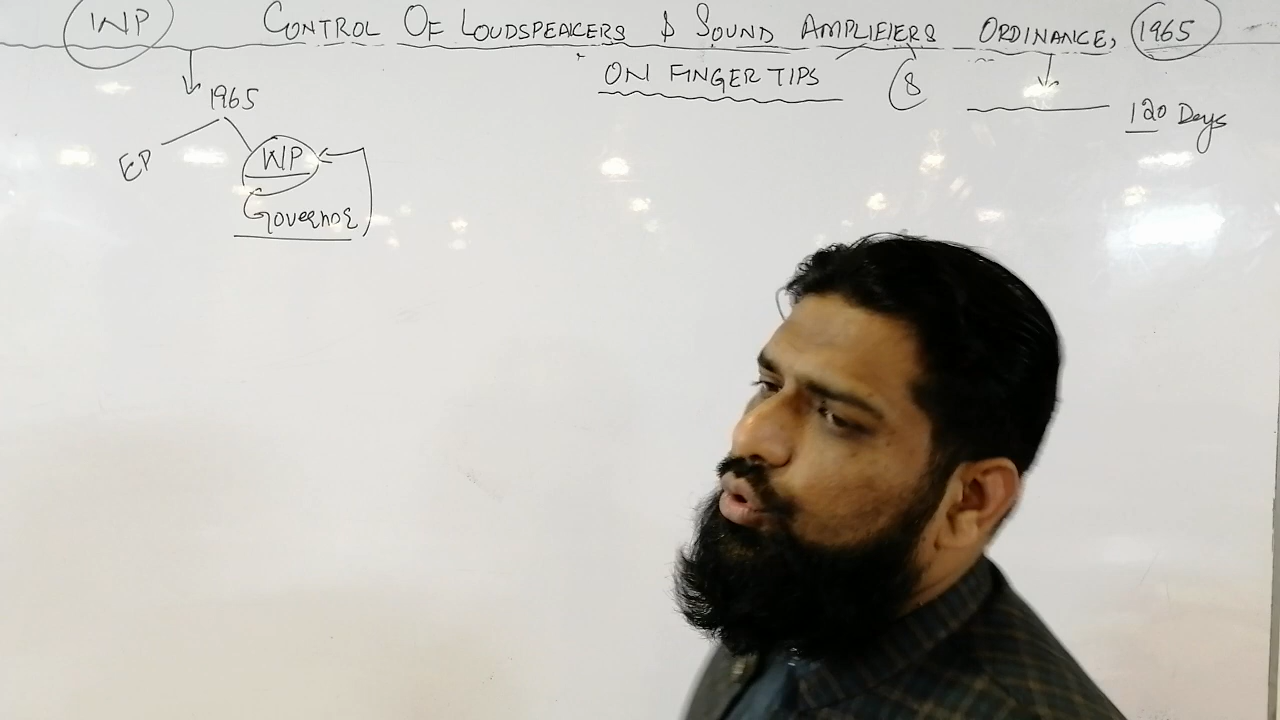 WP CONTROL OF LOUDSPEAKERS & SOUND AMPLIFIERS ORDINANCE, 1965
ON FINGER TIPS 8
120 Days
1965
EP WP
Governor